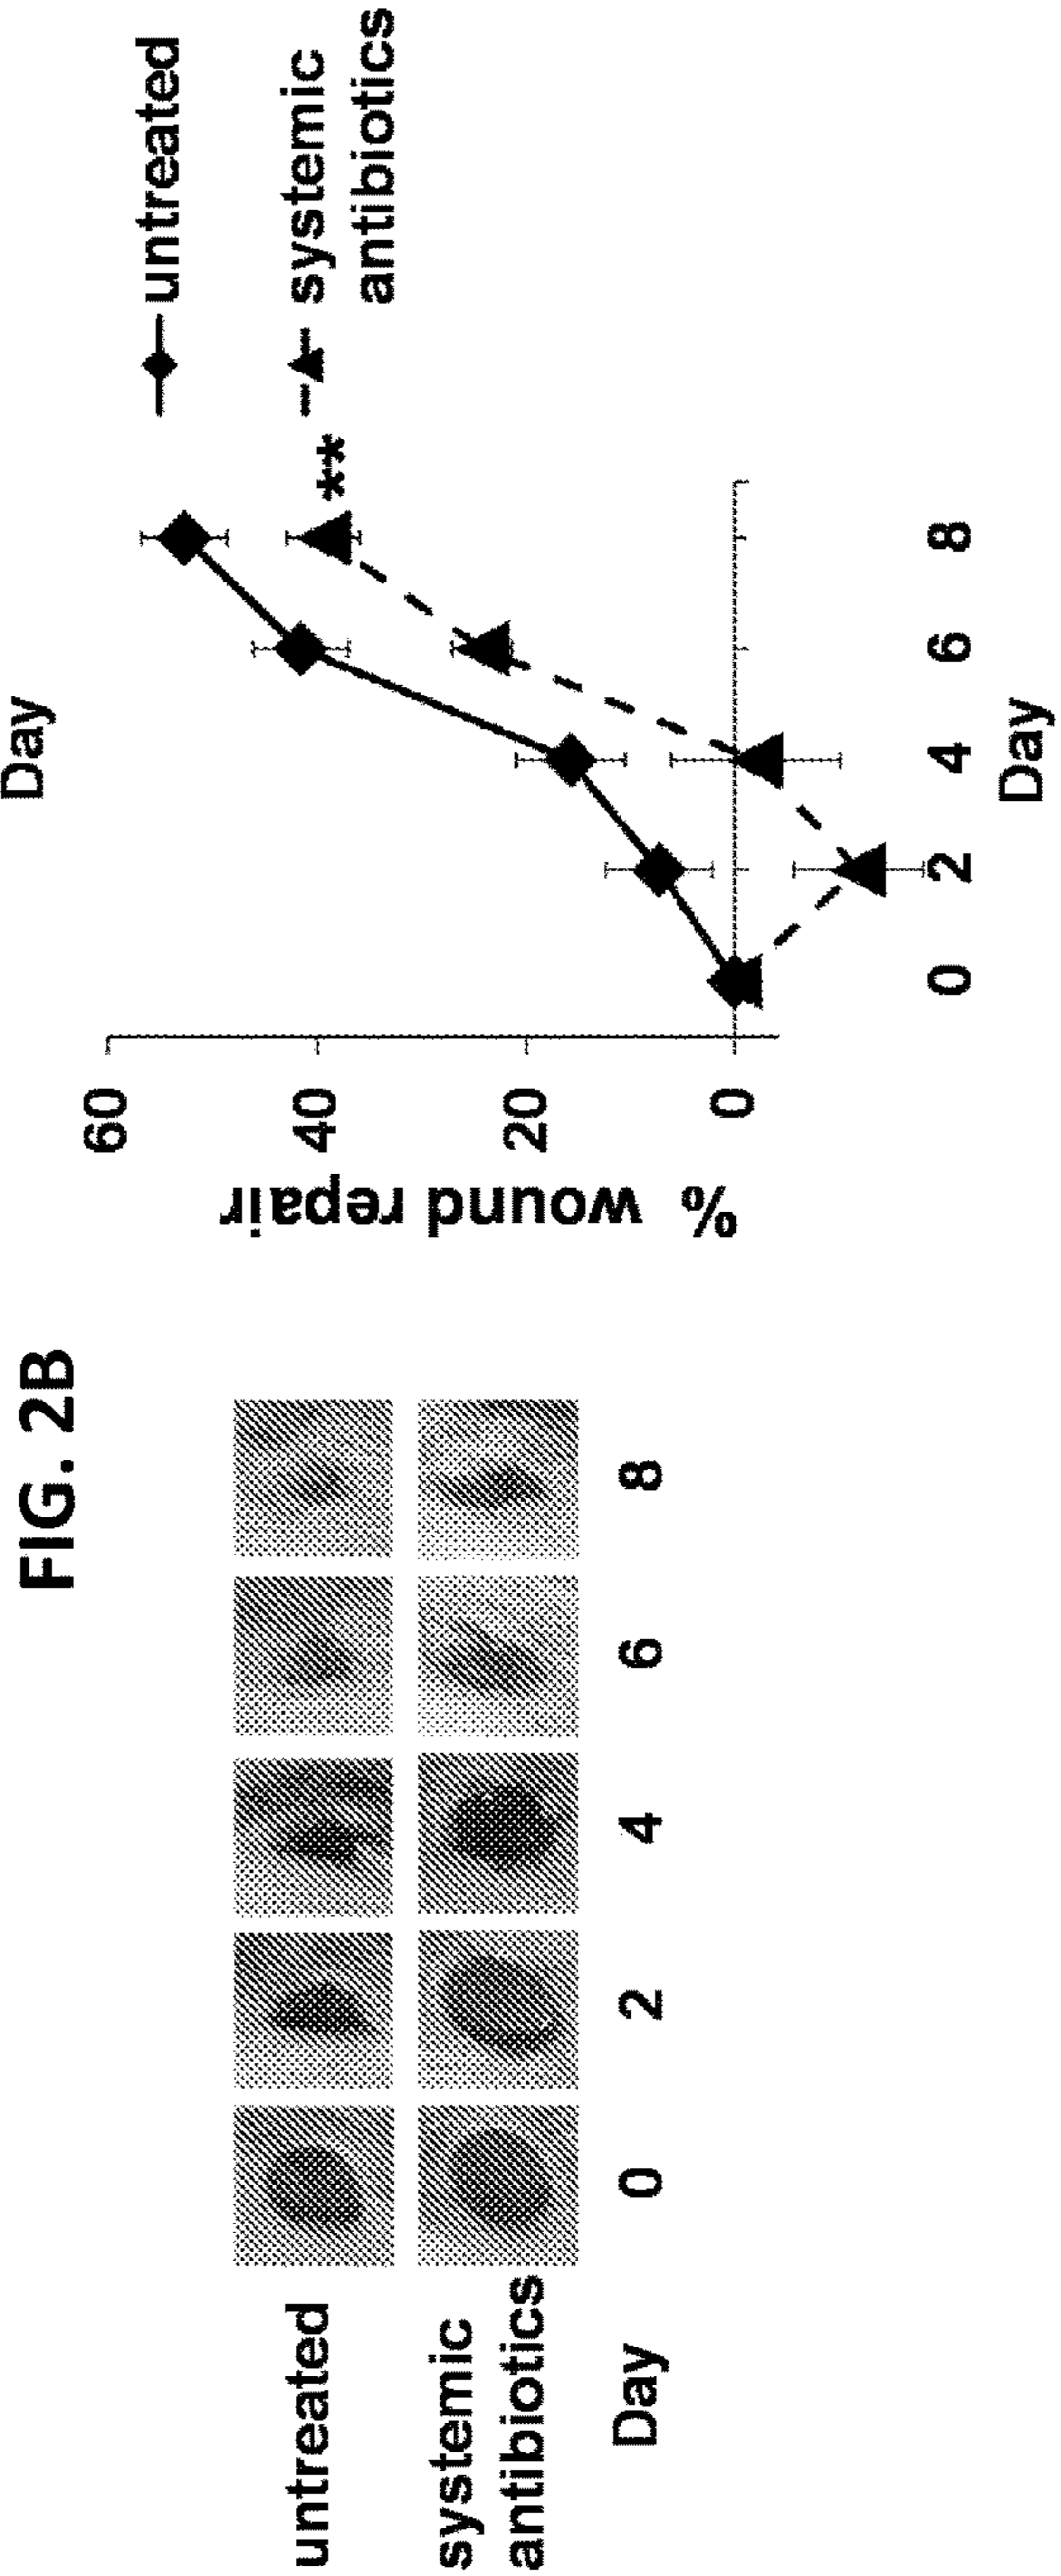 FIG. 2B
untreated
systemic
antibiotics
Day 0 2 4 6 8
Day
% wound repair
60
40
20
0
0 2 4 6 8
Day
**
untreated
systemic
antibiotics